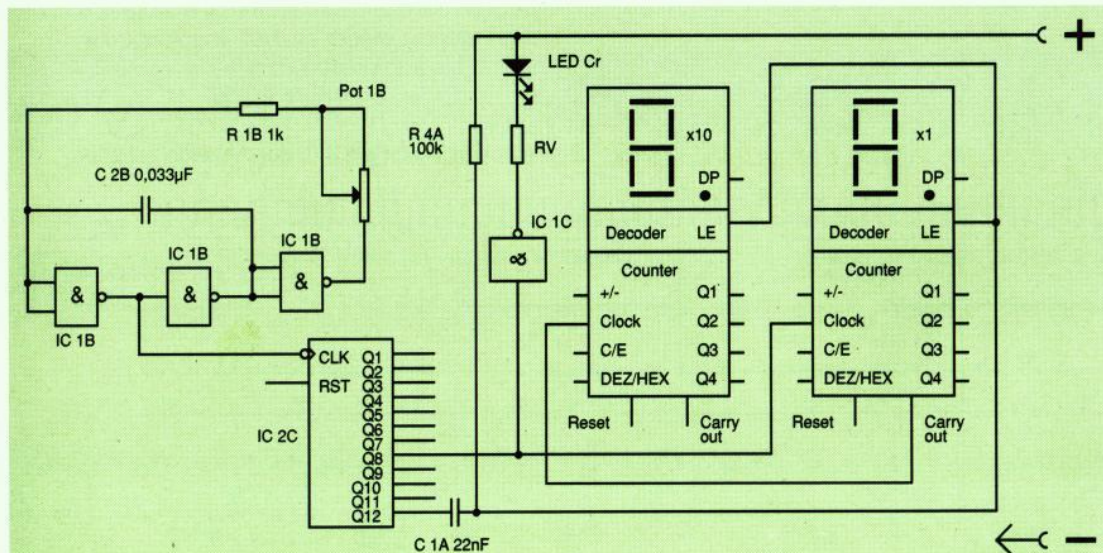 +
LED Cr
Pot 1B
R 1B 1k
R 4A
100k
RV
x10
x1
DP
DP
C 2B 0,033µF
IC 1C
IC 1B
IC 1B
&
&
&
IC 1B
&
Decoder LE
Decoder LE
Counter
Counter
+/- Q1
+/- Q1
Clock Q2
Clock Q2
C/E Q3
C/E Q3
DEZ/HEX Q4
DEZ/HEX Q4
Reset
Carry
out
Reset
Carry
out
CLK
RST
IC 2C
Q1
Q2
Q3
Q4
Q5
Q6
Q7
Q8
Q9
Q10
Q11
Q12
C 1A 22nF
−